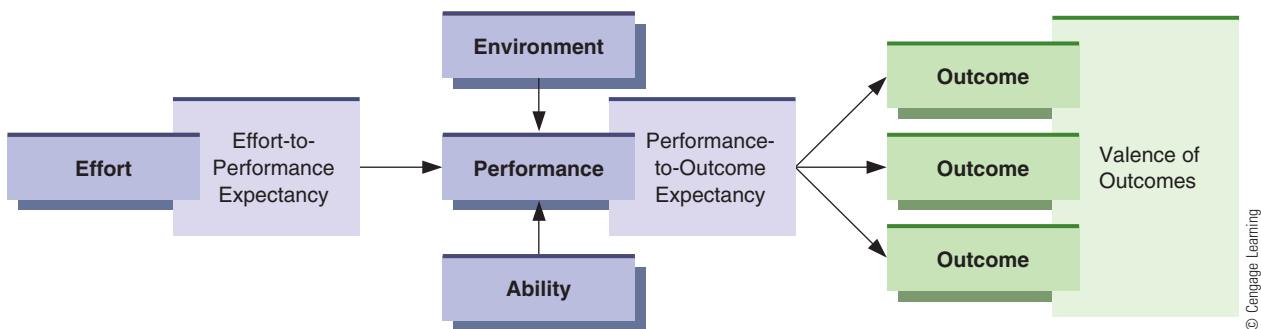 Environment
Effort
Effort-to-
Performance
Expectancy
Performance
Performance-
to-Outcome
Expectancy
Ability
Outcome
Outcome
Outcome
Valence of
Outcomes
© Cengage Learning